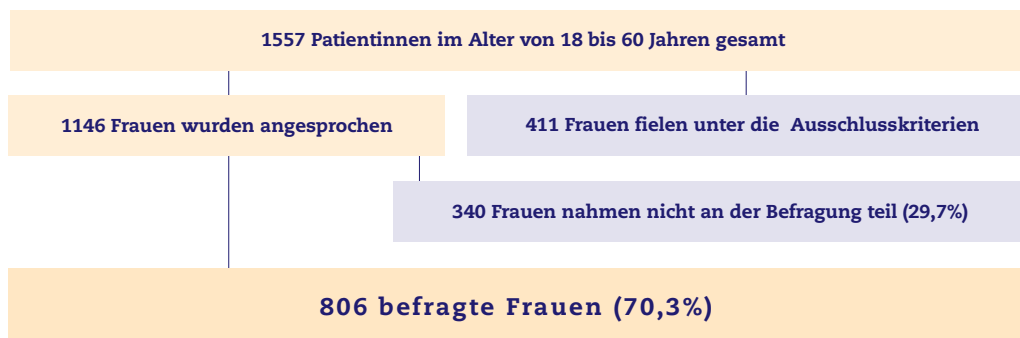 1557 Patientinnen im Alter von 18 bis 60 Jahren gesamt
1146 Frauen wurden angesprochen
411 Frauen fielen unter die Ausschlusskriterien
340 Frauen nahmen nicht an der Befragung teil (29,7%)
806 befragte Frauen (70,3%)